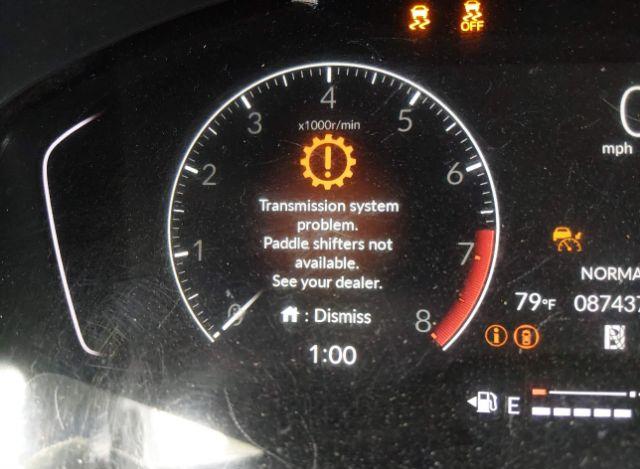 OFF
4
3
5
x1000r/min
2
6
Transmission system
problem.
Paddle shifters not
available.
See your dealer.
1
7
0
8
: Dismiss
1:00
mph
NORMA
79°F
087437
E